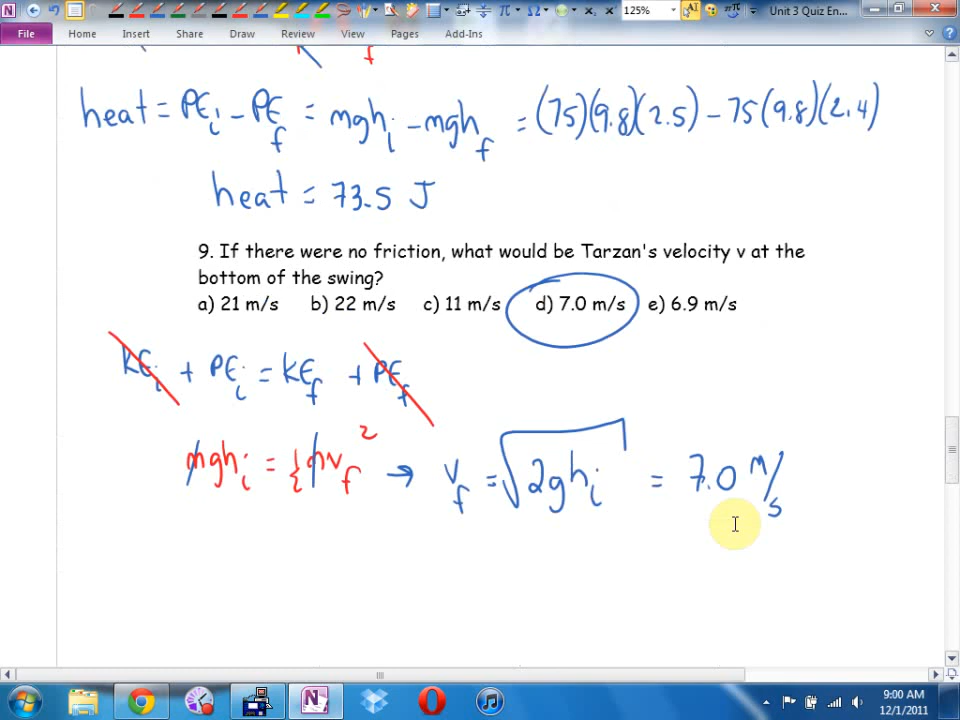 125%
Unit 3 Quiz En...
File Home Insert Share Draw Review View Pages Add-Ins
f
heat = PEi - PEf = mghi - mghf = (75)(9.8)(2.5) - 75(9.8)(2.4)
heat = 73.5 J
9. If there were no friction, what would be Tarzan's velocity v at the
bottom of the swing?
a) 21 m/s b) 22 m/s c) 11 m/s d) 7.0 m/s e) 6.9 m/s
KEi + PEi = KEf + PEf
mghi = ½mvf² → vf = √2ghi = 7.0 m/s
9:00 AM
12/1/2011